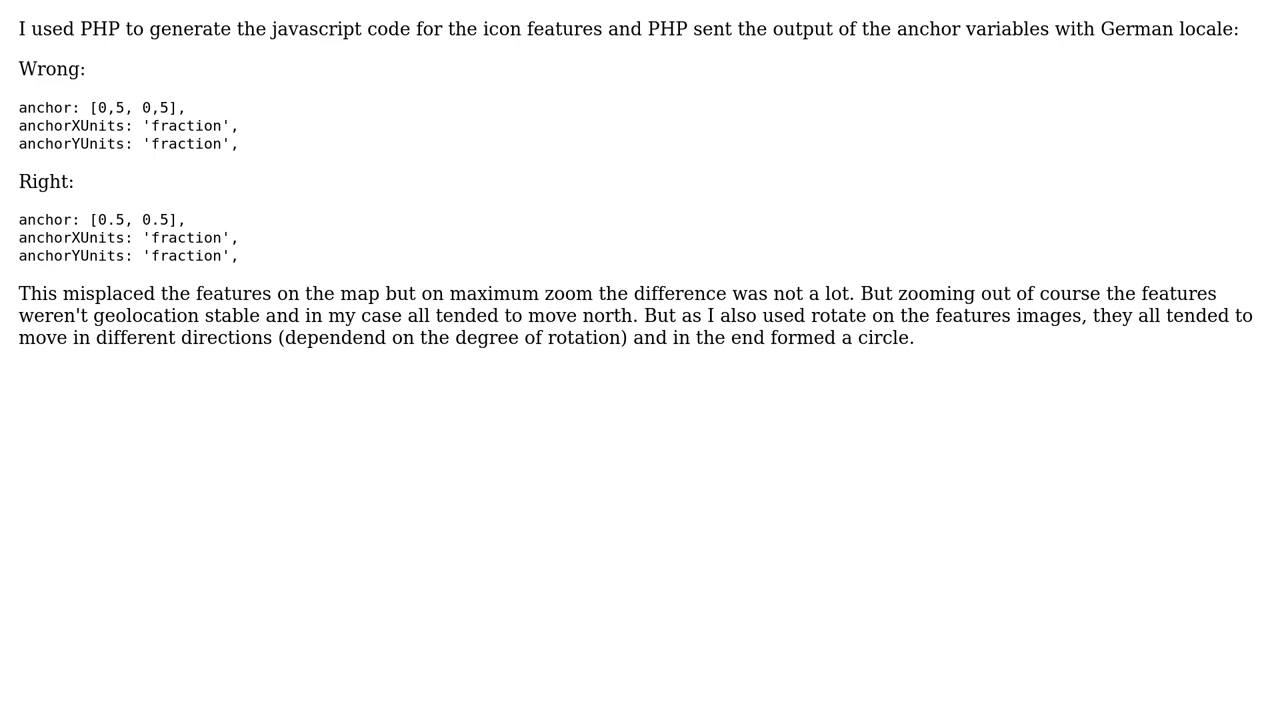 I used PHP to generate the javascript code for the icon features and PHP sent the output of the anchor variables with German locale:
Wrong:
anchor: [0,5, 0,5],
anchorXUnits: 'fraction',
anchorYUnits: 'fraction',
Right:
anchor: [0.5, 0.5],
anchorXUnits: 'fraction',
anchorYUnits: 'fraction',
This misplaced the features on the map but on maximum zoom the difference was not a lot. But zooming out of course the features
weren't geolocation stable and in my case all tended to move north. But as I also used rotate on the features images, they all tended to
move in different directions (dependend on the degree of rotation) and in the end formed a circle.